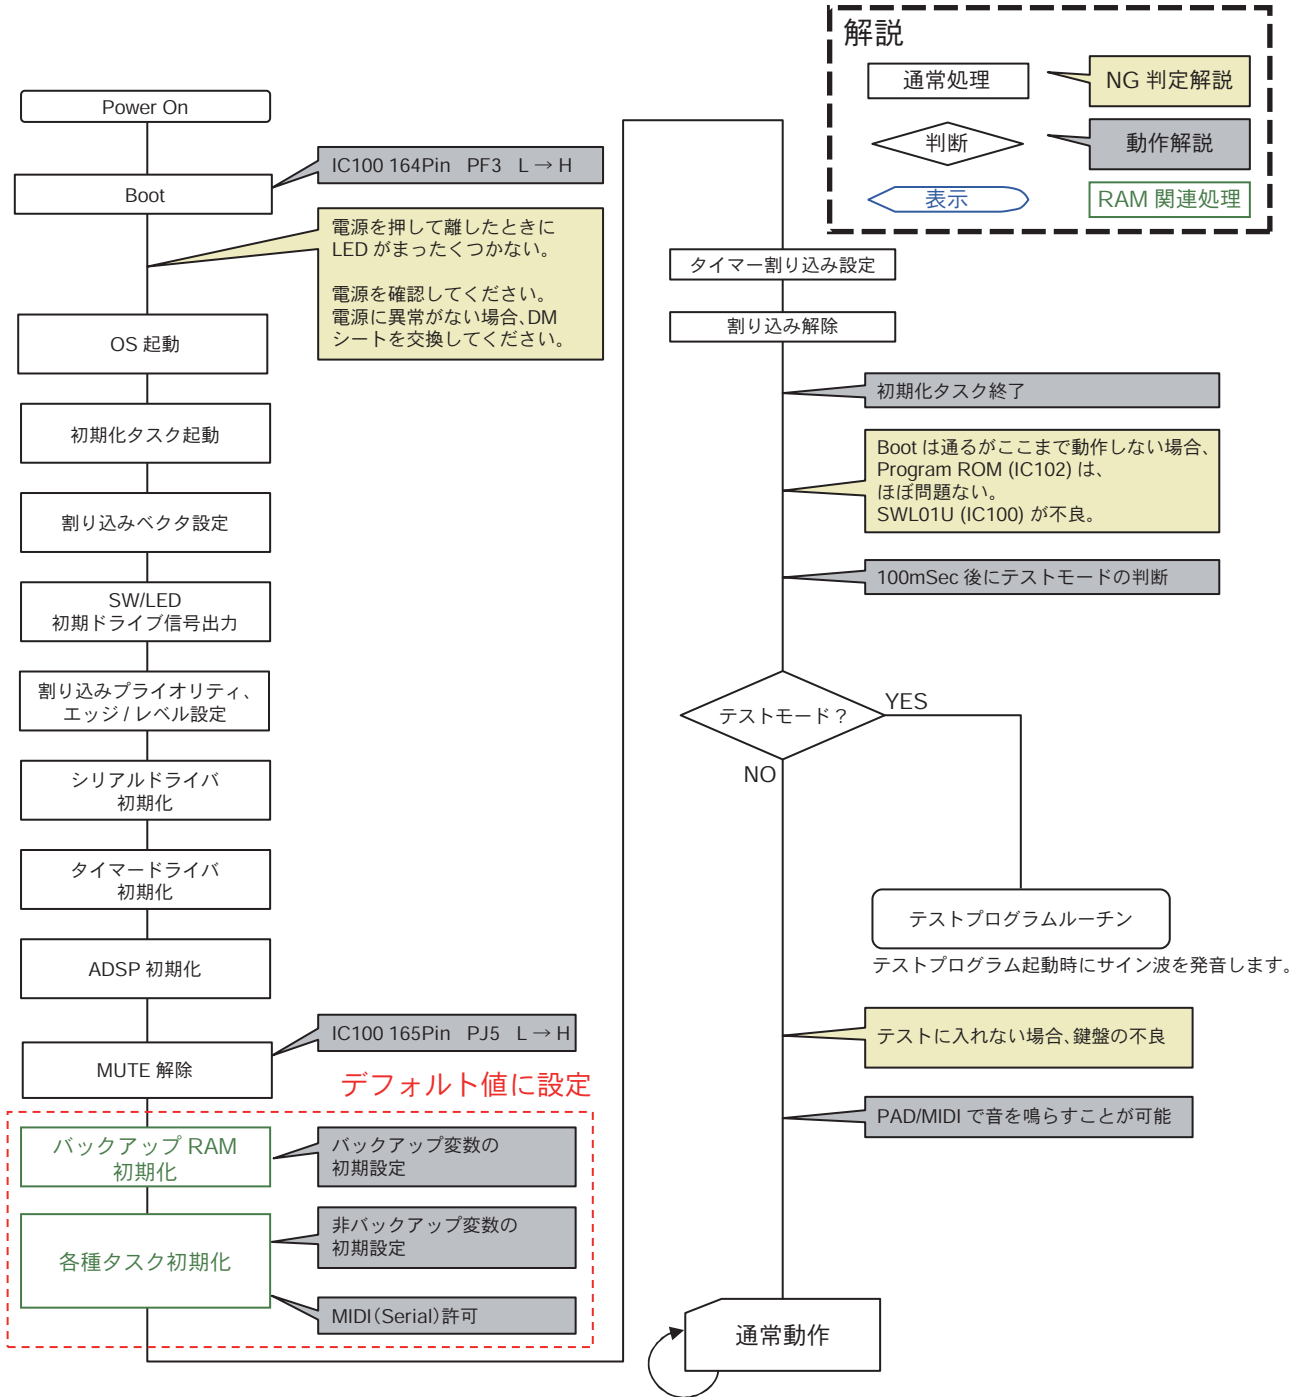 Power On
Boot
IC100 164Pin PF3 L → H
電源を押して離したときに
LED がまったくつかない。
電源を確認してください。
電源に異常がない場合、DM
シートを交換してください。
OS 起動
初期化タスク起動
割り込みベクタ設定
SW/LED
初期ドライブ信号出力
割り込みプライオリティ、
エッジ / レベル設定
シリアルドライバ
初期化
タイマードライバ
初期化
ADSP 初期化
MUTE 解除
IC100 165Pin PJ5 L → H
デフォルト値に設定
バックアップ RAM
初期化
バックアップ変数の
初期設定
各種タスク初期化
非バックアップ変数の
初期設定
MIDI（Serial）許可
解説
通常処理
NG 判定解説
判断
動作解説
表示
RAM 関連処理
タイマー割り込み設定
割り込み解除
初期化タスク終了
Boot は通るがここまで動作しない場合、
Program ROM (IC102) は、
ほぼ問題ない。
SWL01U (IC100) が不良。
100mSec 後にテストモードの判断
テストモード？
YES
NO
テストプログラムルーチン
テストプログラム起動時にサイン波を発音します。
テストに入れない場合、鍵盤の不良
PAD/MIDI で音を鳴らすことが可能
通常動作